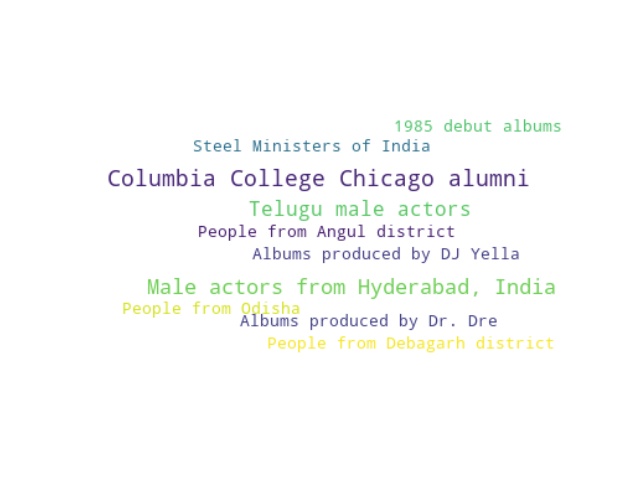 1985 debut albums
Steel Ministers of India
Columbia College Chicago alumni
Telugu male actors
People from Angul district
Albums produced by DJ Yella
Male actors from Hyderabad, India
People from Odisha
Albums produced by Dr. Dre
People from Debagarh district